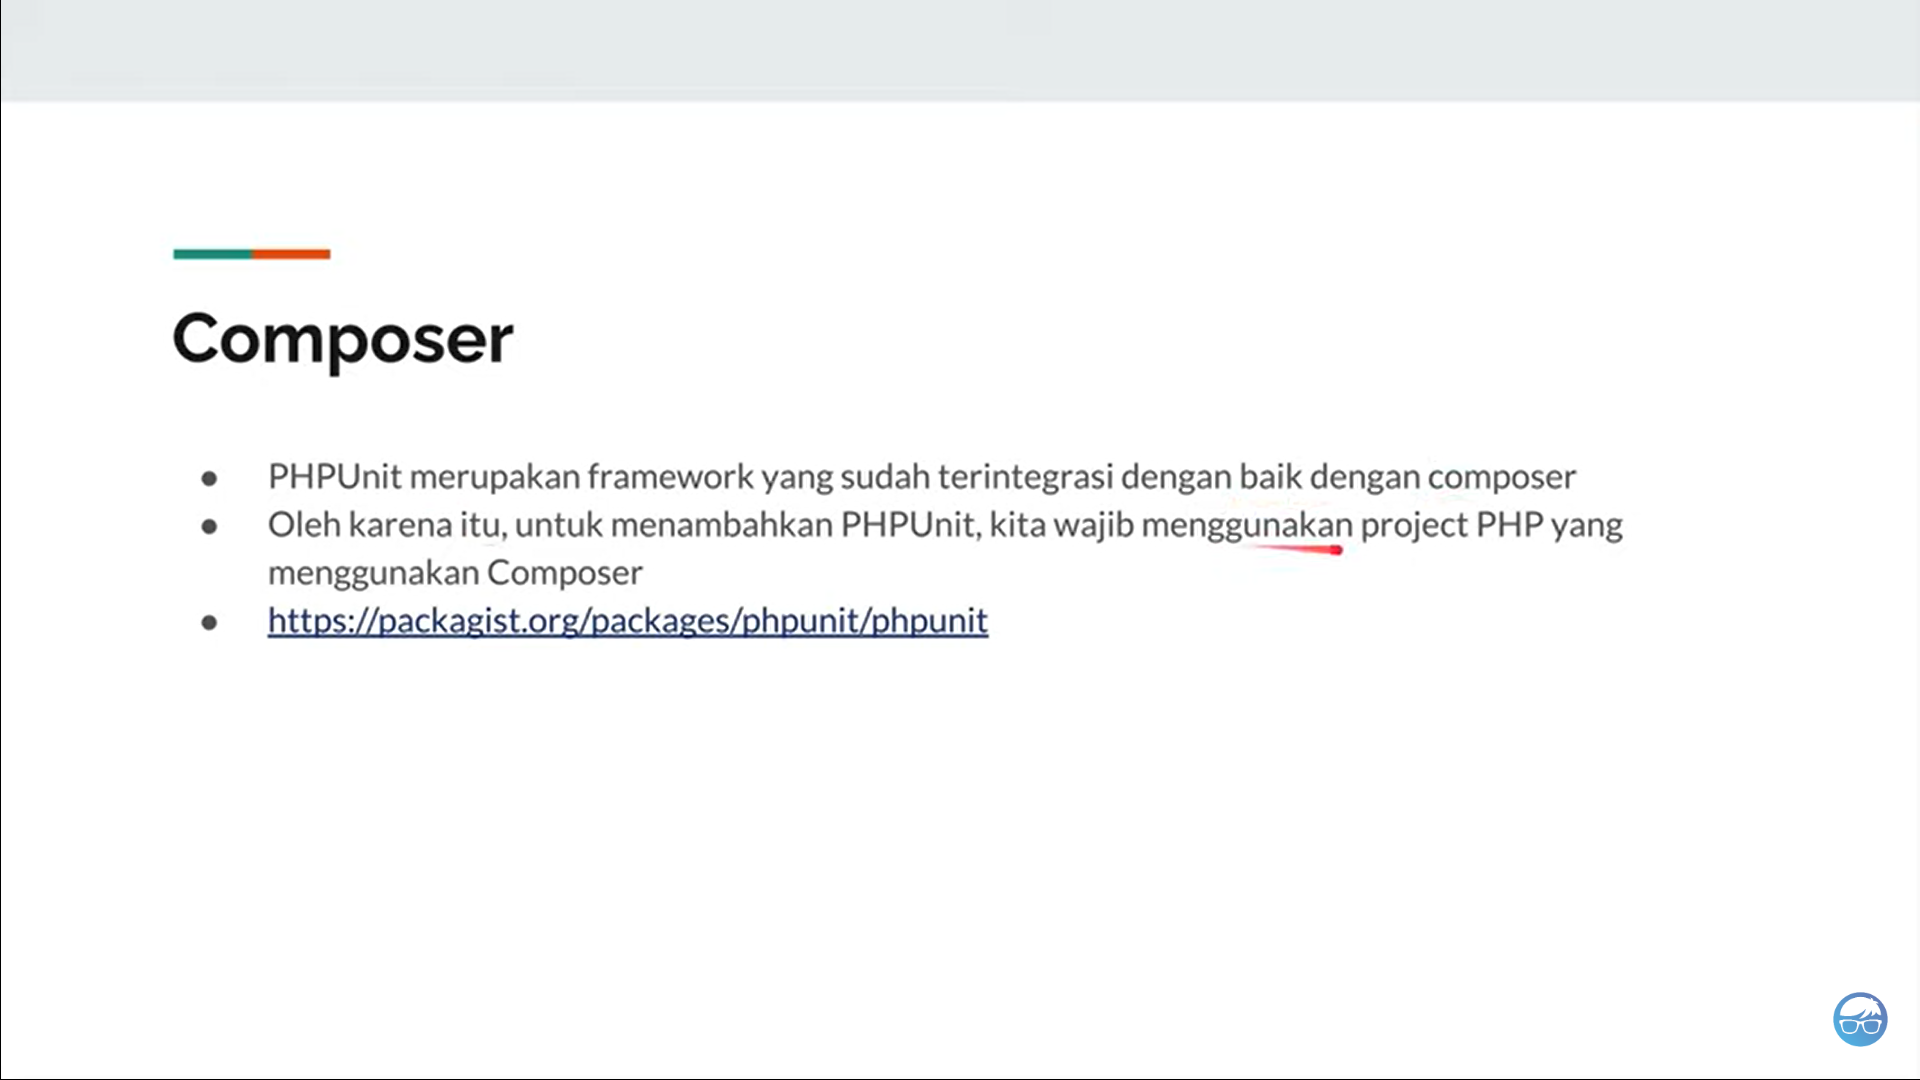 Composer
● PHPUnit merupakan framework yang sudah terintegrasi dengan baik dengan composer
● Oleh karena itu, untuk menambahkan PHPUnit, kita wajib menggunakan project PHP yang
menggunakan Composer
● https://packagist.org/packages/phpunit/phpunit